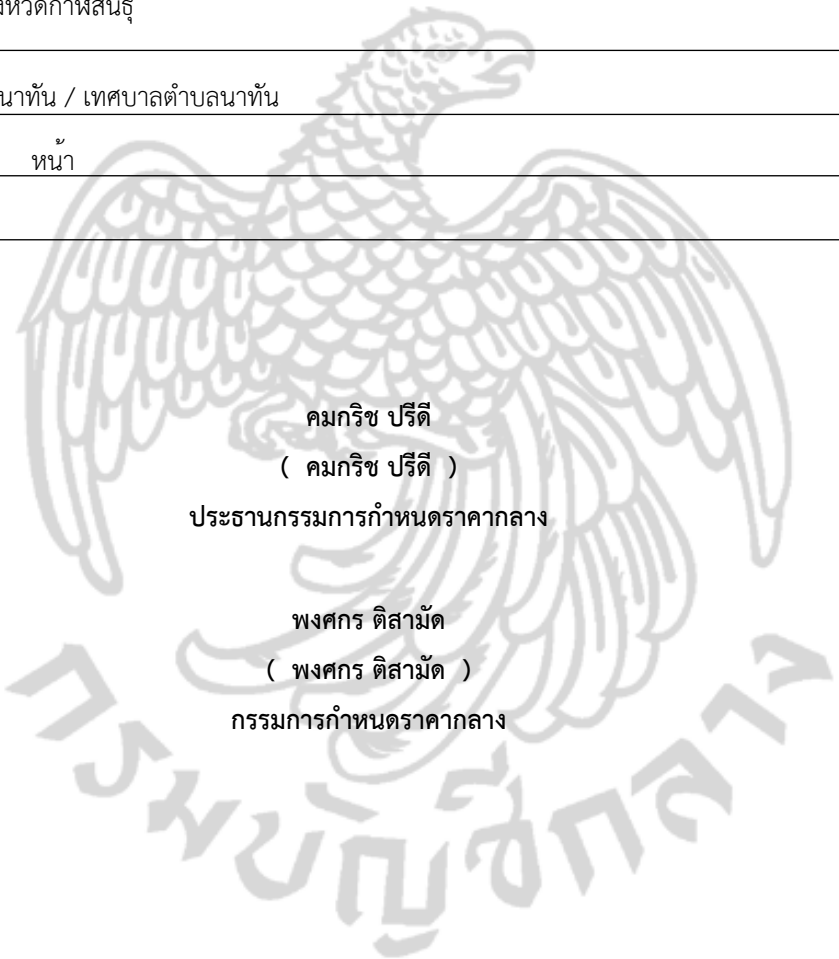 จังหวัดกาฬสินธุ์
นาทัน / เทศบาลตำบลนาทัน
หน้า
คมกริช ปรีดี
( คมกริช ปรีดี )
ประธานกรรมการกำหนดราคากลาง
พงศกร ติสามัด
( พงศกร ติสามัด )
กรรมการกำหนดราคากลาง
กรมบัญชีกลาง